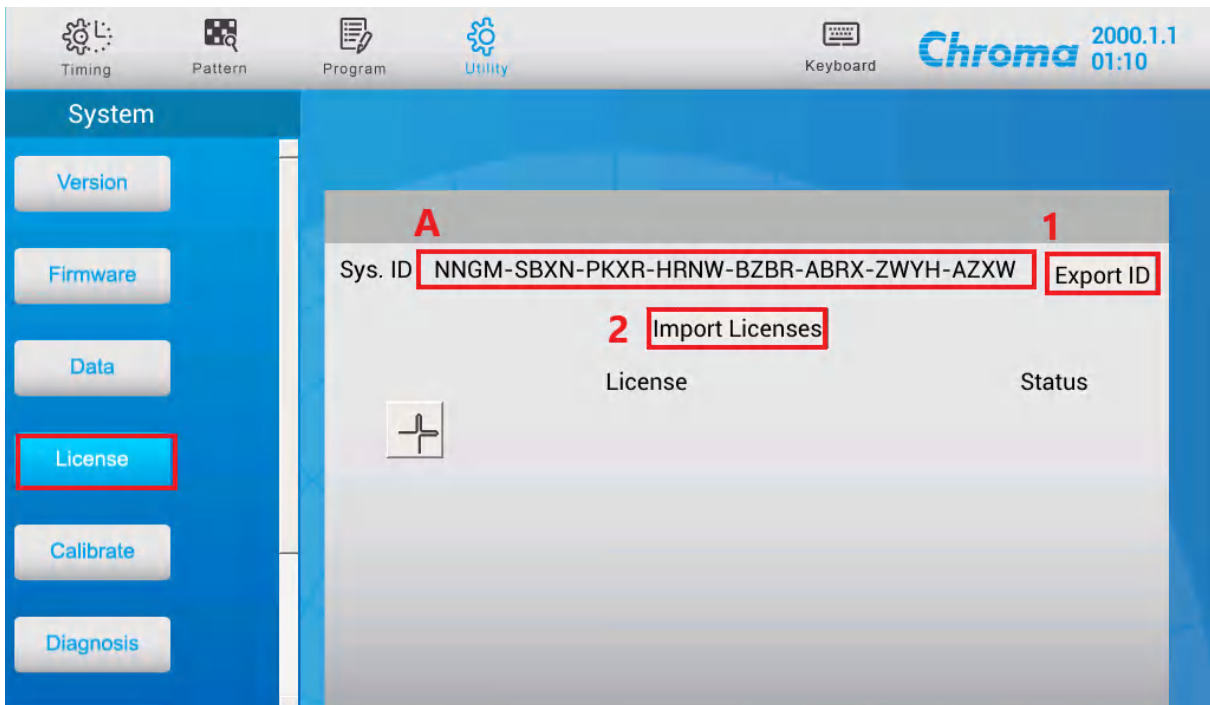 Timing
Pattern
Program
Utility
Keyboard
Chroma
2000.1.1
01:10
System
Version
Firmware
Data
License
Calibrate
Diagnosis
A
1
Sys. ID NNGM-SBXN-PKXR-HRNW-BZBR-ABRX-ZWYH-AZXW Export ID
2 Import Licenses
License Status